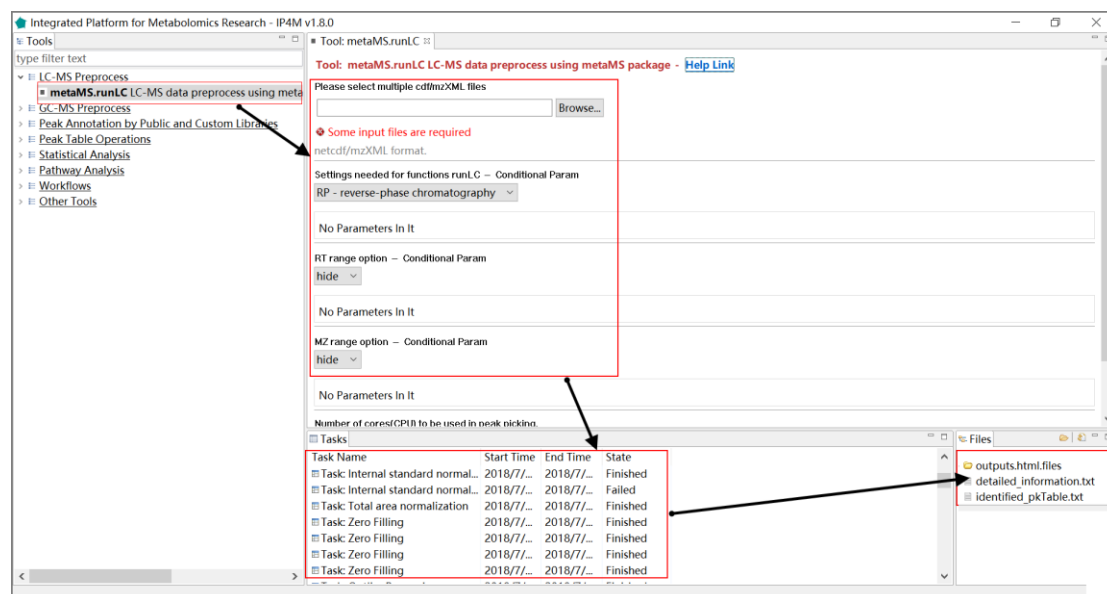 Integrated Platform for Metabolomics Research - IP4M v1.8.0
Tools
type filter text
LC-MS Preprocess
metaMS.runLC LC-MS data preprocess using meta
GC-MS Preprocess
Peak Annotation by Public and Custom Libraries
Peak Table Operations
Statistical Analysis
Pathway Analysis
Workflows
Other Tools
Tool: metaMS.runLC
Tool: metaMS.runLC LC-MS data preprocess using metaMS package - Help Link
Please select multiple cdf/mzXML files
Browse...
Some input files are required
netcdf/mzXML format.
Settings needed for functions runLC – Conditional Param
RP - reverse-phase chromatography
No Parameters In It
RT range option – Conditional Param
hide
No Parameters In It
MZ range option – Conditional Param
hide
No Parameters In It
Number of cores(CPU) to be used in peak picking.
Tasks
Task Name Start Time End Time State
Task: Internal standard normal... 2018/7/... 2018/7/... Finished
Task: Internal standard normal... 2018/7/... 2018/7/... Failed
Task: Total area normalization 2018/7/... 2018/7/... Finished
Task: Zero Filling 2018/7/... 2018/7/... Finished
Task: Zero Filling 2018/7/... 2018/7/... Finished
Task: Zero Filling 2018/7/... 2018/7/... Finished
Task: Zero Filling 2018/7/... 2018/7/... Finished
Files
outputs.html.files
detailed_information.txt
identified_pkTable.txt